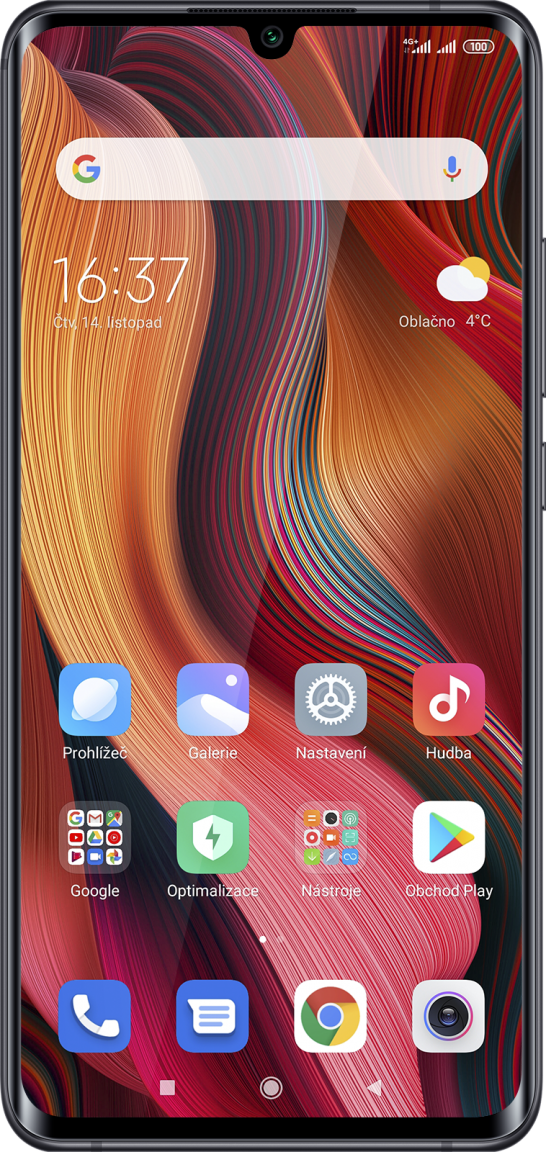 4G+
100
16:37
Čtv, 14. listopad
Oblačno 4°C
Prohlížeč
Galerie
Nastavení
Hudba
Google
Optimalizace
Nástroje
Obchod Play